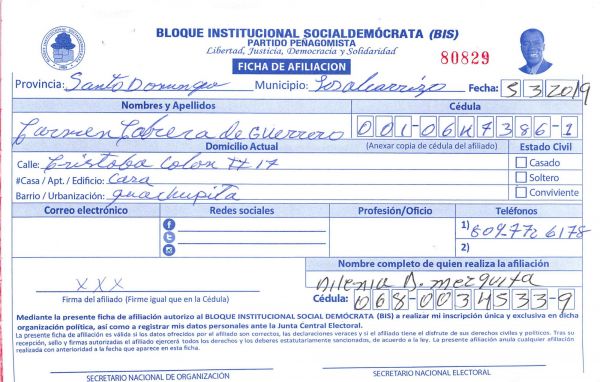 BLOQUE INSTITUCIONAL SOCIALDEMÓCRATA (BIS)
PARTIDO PEÑAGOMISTA
Libertad, Justicia, Democracia y Solidaridad
80829
FICHA DE AFILIACION
Provincia: Santo Domingo Municipio: Los alcarrizo Fecha: 5 3 2019
Nombres y Apellidos Cédula
Carmen Cabrera de Guerrero 001-0647386-1
Domicilio Actual (Anexar copia de cédula del afiliado) Estado Civil
Calle: Cristoba Colon # 17 Casado
#Casa / Apt. / Edificio: Cara Soltero
Barrio / Urbanización: guachupita Conviviente
Correo electrónico Redes sociales Profesión/Oficio Teléfonos
1) 809-772 6178
2)
Nombre completo de quien realiza la afiliación
xxx Dilenia D. mezquita
Firma del afiliado (Firme igual que en la Cédula) Cédula: 068-0034533-9
Mediante la presente ficha de afiliación autorizo al BLOQUE INSTITUCIONAL SOCIAL DEMÓCRATA (BIS) a realizar mi inscripción única y exclusiva en dicha
organización política, así como a registrar mis datos personales ante la Junta Central Electoral.
La presente ficha de afiliación es válida si los datos ofrecidos por el afiliado son correctos, las declaraciones veraces y si el afiliado tiene el disfrute de sus derechos civiles y políticos. Tras su
recepción, sello y firmas autorizadas el afiliado ejercerá todos los derechos y los deberes estatutariamente sancionados, de acuerdo a la ley. La presente afiliación anula cualquier afiliación
realizada con anterioridad a la fecha que aparece en esta ficha.
SECRETARIO NACIONAL DE ORGANIZACIÓN SECRETARIO NACIONAL ELECTORAL